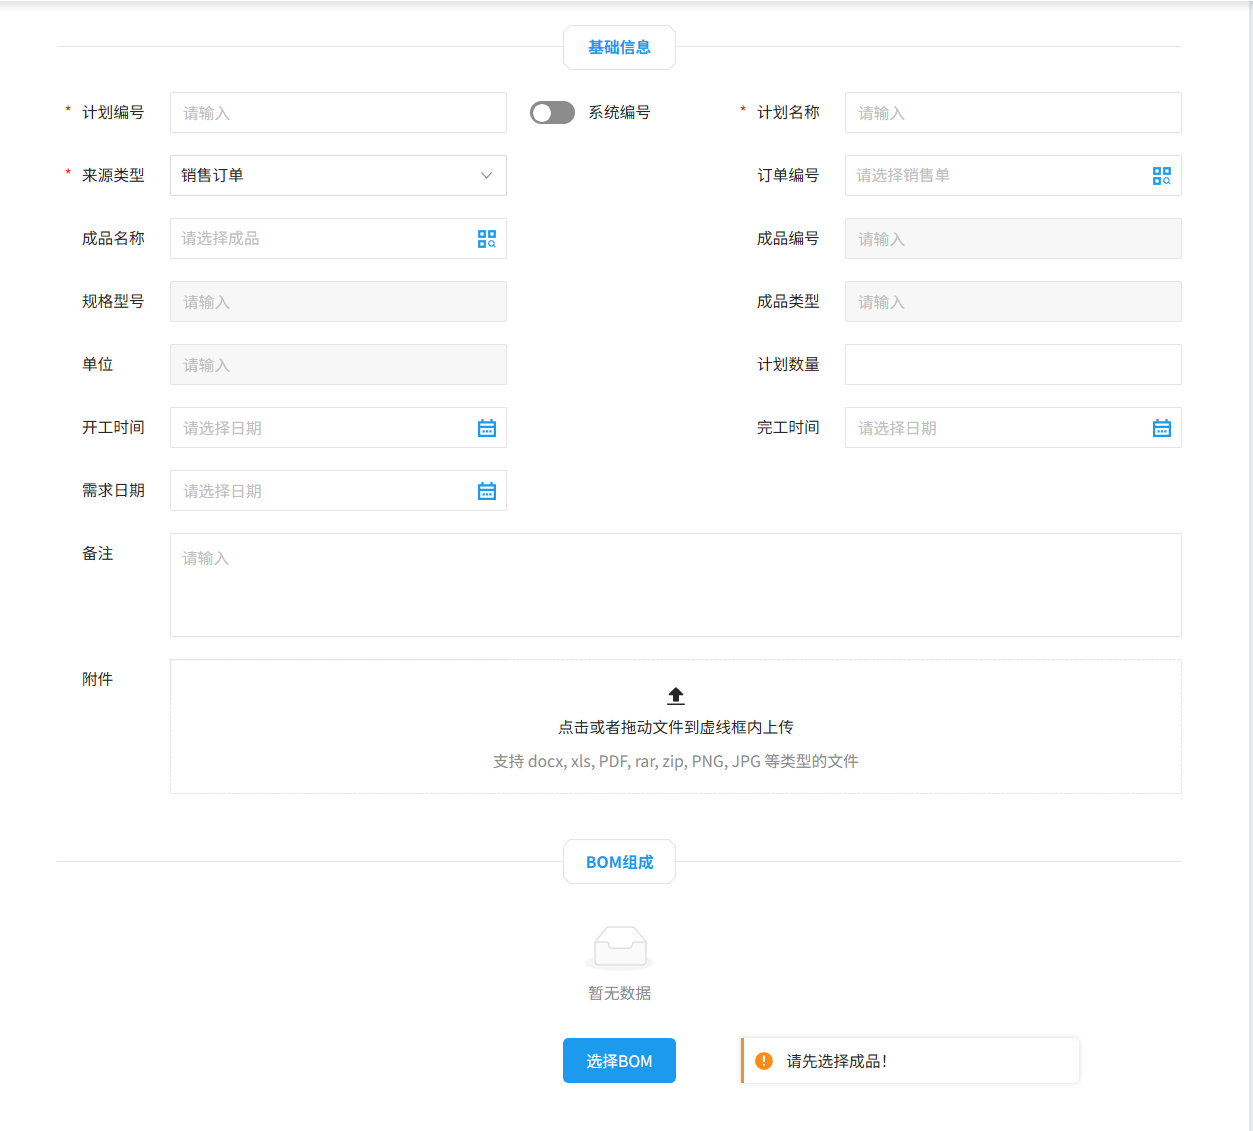 基础信息
* 计划编号 请输入 系统编号 * 计划名称 请输入
* 来源类型 销售订单 订单编号 请选择销售单
成品名称 请选择成品 成品编号 请输入
规格型号 请输入 成品类型 请输入
单位 请输入 计划数量
开工时间 请选择日期 完工时间 请选择日期
需求日期 请选择日期
备注 请输入
附件
点击或者拖动文件到虚线框内上传
支持 docx, xls, PDF, rar, zip, PNG, JPG 等类型的文件
BOM组成
暂无数据
选择BOM 请先选择成品！